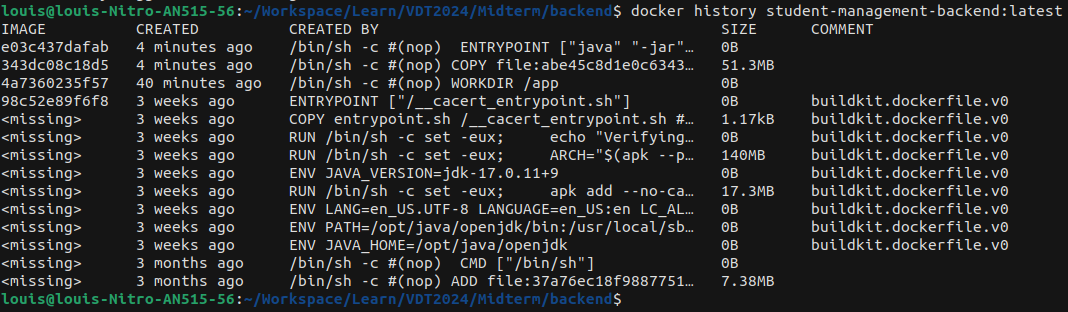 louis@louis-Nitro-AN515-56:~/Workspace/Learn/VDT2024/Midterm/backend$ docker history student-management-backend:latest
IMAGE CREATED CREATED BY SIZE COMMENT
e03c437dafab 4 minutes ago /bin/sh -c #(nop) ENTRYPOINT ["java" "-jar"… 0B
343dc08c18d5 4 minutes ago /bin/sh -c #(nop) COPY file:abe45c8d1e0c6343… 51.3MB
4a7360235f57 40 minutes ago /bin/sh -c #(nop) WORKDIR /app 0B
98c52e89f6f8 3 weeks ago ENTRYPOINT ["/__cacert_entrypoint.sh"] 0B buildkit.dockerfile.v0
<missing> 3 weeks ago COPY entrypoint.sh /__cacert_entrypoint.sh #… 1.17kB buildkit.dockerfile.v0
<missing> 3 weeks ago RUN /bin/sh -c set -eux; echo "Verifying… 0B buildkit.dockerfile.v0
<missing> 3 weeks ago RUN /bin/sh -c set -eux; ARCH="$(apk --p… 140MB buildkit.dockerfile.v0
<missing> 3 weeks ago ENV JAVA_VERSION=jdk-17.0.11+9 0B buildkit.dockerfile.v0
<missing> 3 weeks ago RUN /bin/sh -c set -eux; apk add --no-ca… 17.3MB buildkit.dockerfile.v0
<missing> 3 weeks ago ENV LANG=en_US.UTF-8 LANGUAGE=en_US:en LC_AL… 0B buildkit.dockerfile.v0
<missing> 3 weeks ago ENV PATH=/opt/java/openjdk/bin:/usr/local/sb… 0B buildkit.dockerfile.v0
<missing> 3 weeks ago ENV JAVA_HOME=/opt/java/openjdk 0B buildkit.dockerfile.v0
<missing> 3 months ago /bin/sh -c #(nop) CMD ["/bin/sh"] 0B
<missing> 3 months ago /bin/sh -c #(nop) ADD file:37a76ec18f9887751… 7.38MB
louis@louis-Nitro-AN515-56:~/Workspace/Learn/VDT2024/Midterm/backend$